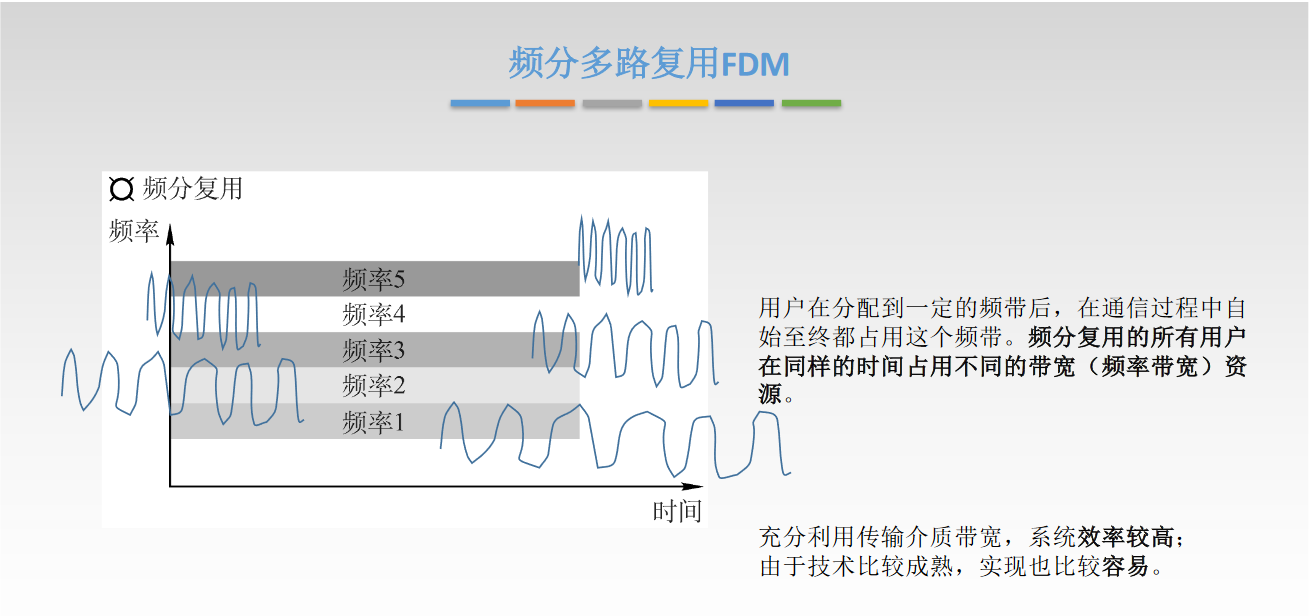 频分多路复用FDM
¤ 频分复用
频率
频率5
频率4
频率3
频率2
频率1
时间
用户在分配到一定的频带后，在通信过程中自
始至终都占用这个频带。频分复用的所有用户
在同样的时间占用不同的带宽（频率带宽）资
源。
充分利用传输介质带宽，系统效率较高；
由于技术比较成熟，实现也比较容易。